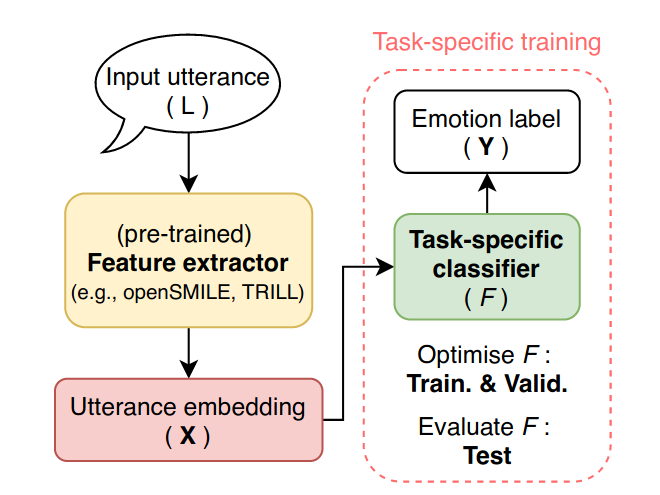 Task-specific training
Input utterance
( L )
(pre-trained)
Feature extractor
(e.g., openSMILE, TRILL)
Utterance embedding
( X )
Emotion label
( Y )
Task-specific
classifier
( F )
Optimise F :
Train. & Valid.
Evaluate F :
Test